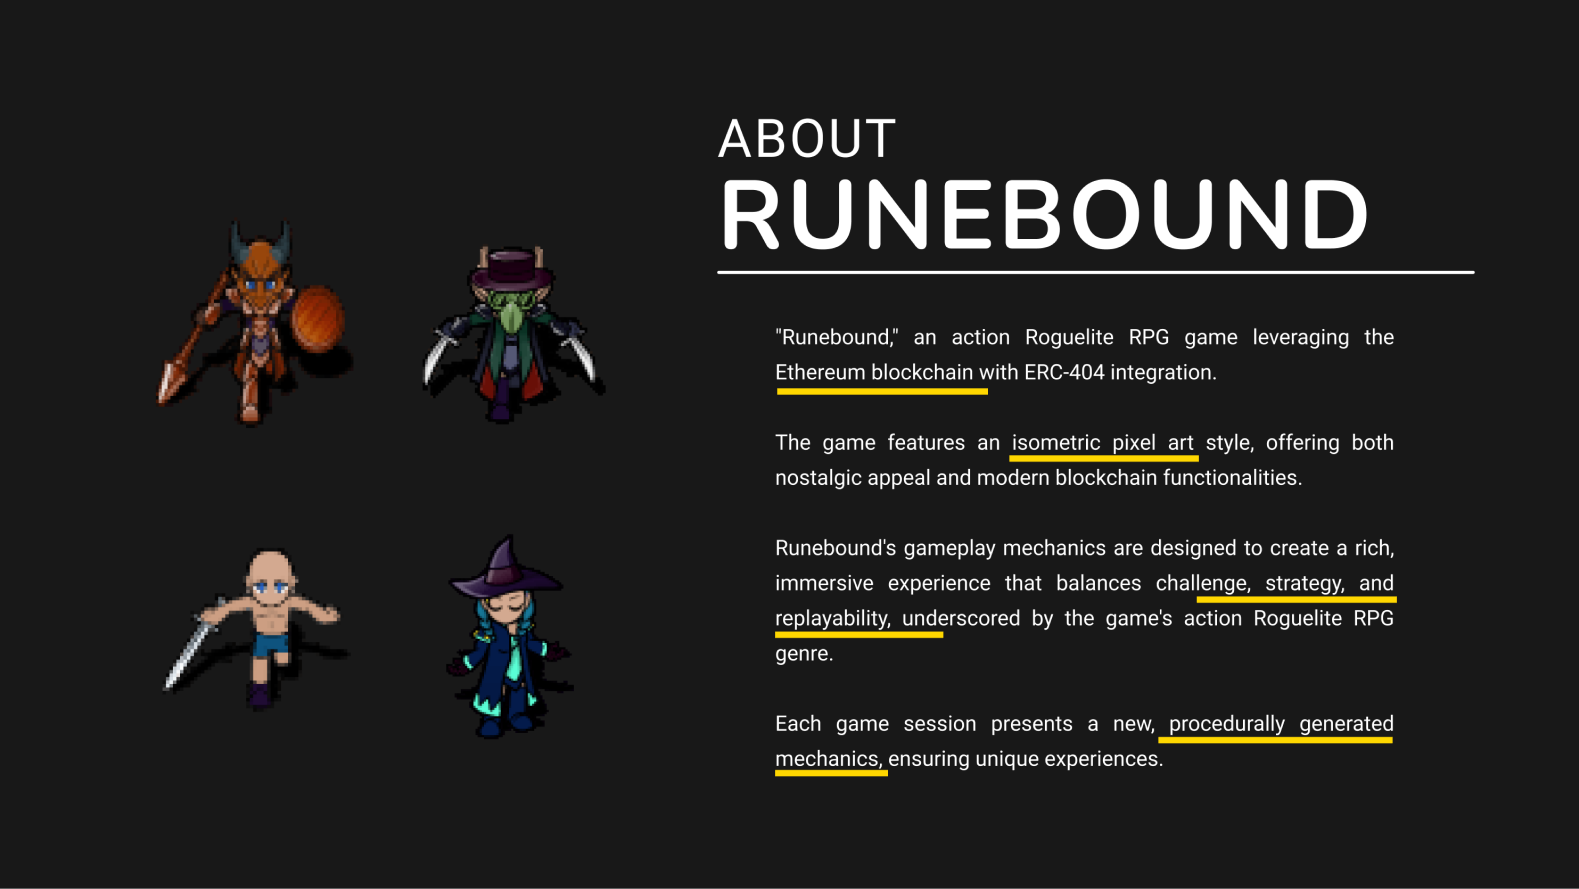 ABOUT
RUNEBOUND
"Runebound," an action Roguelite RPG game leveraging the
Ethereum blockchain with ERC-404 integration.
The game features an isometric pixel art style, offering both
nostalgic appeal and modern blockchain functionalities.
Runebound's gameplay mechanics are designed to create a rich,
immersive experience that balances challenge, strategy, and
replayability, underscored by the game's action Roguelite RPG
genre.
Each game session presents a new, procedurally generated
mechanics, ensuring unique experiences.